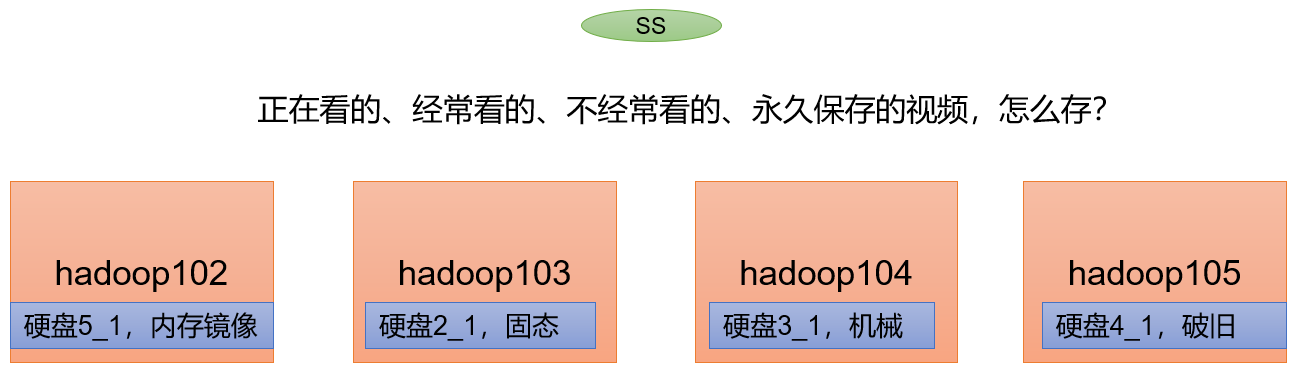 SS
正在看的、经常看的、不经常看的、永久保存的视频，怎么存？
hadoop102
硬盘5_1，内存镜像
hadoop103
硬盘2_1，固态
hadoop104
硬盘3_1，机械
hadoop105
硬盘4_1，破旧